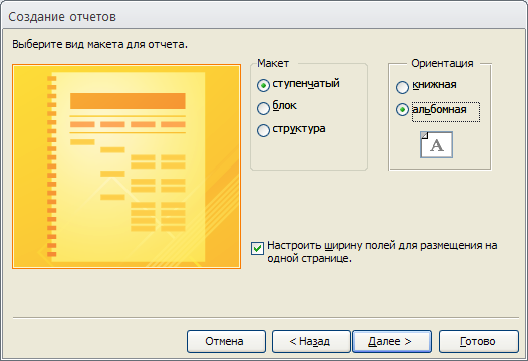 Создание отчетов
Выберите вид макета для отчета.
Макет
ступенчатый
блок
структура
Ориентация
книжная
альбомная
A
Настроить ширину полей для размещения на
одной странице.
Отмена
< Назад
Далее >
Готово